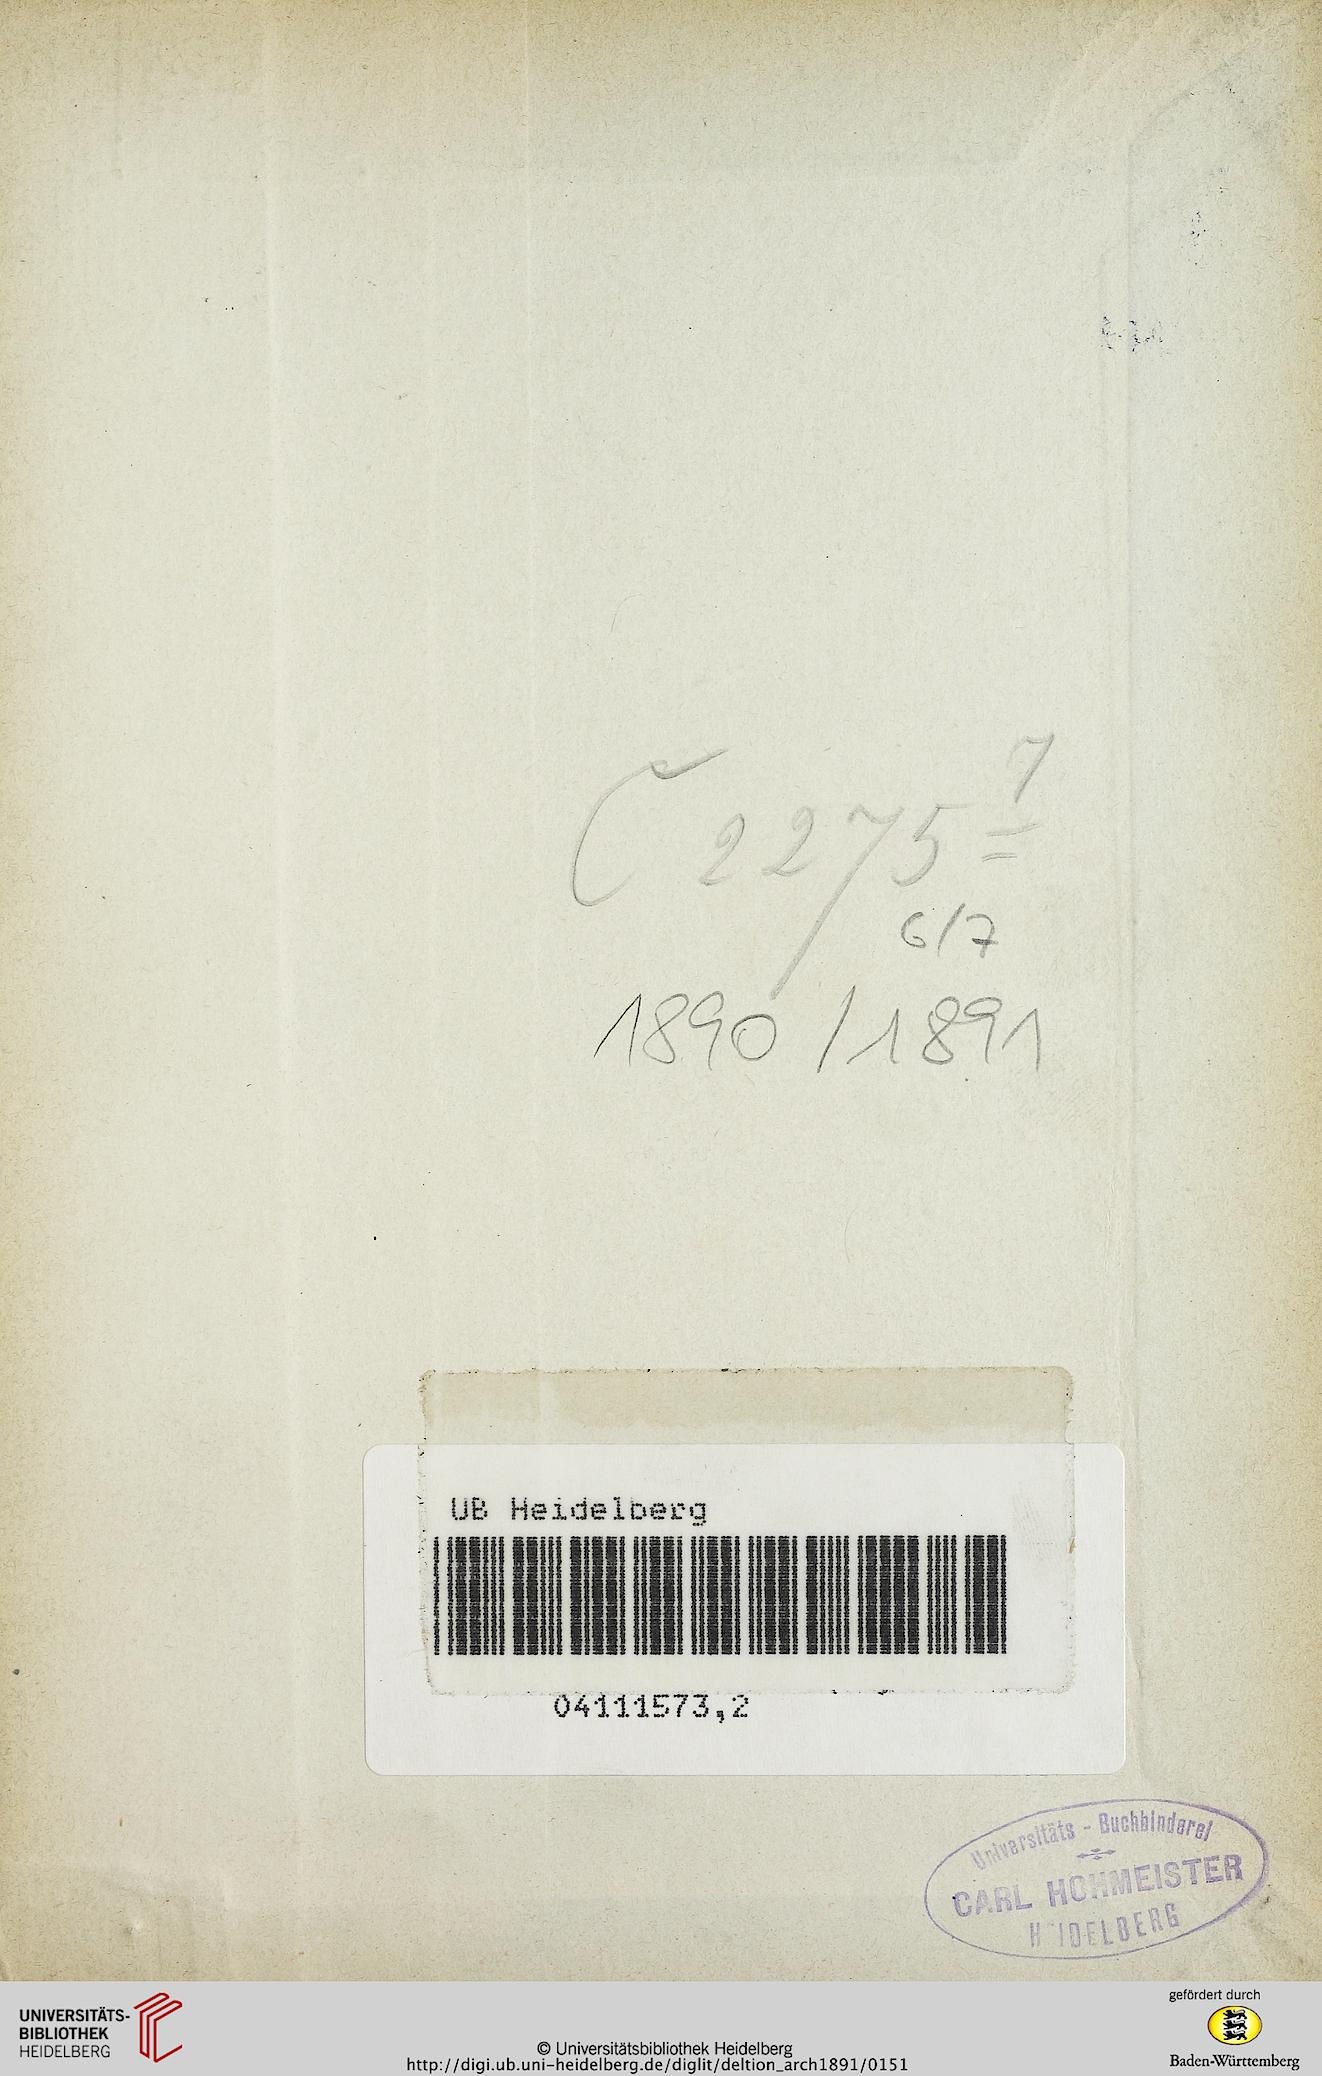 C 2275 7
6/7
1890/1891
UB Heidelberg
04111573,2
Universitäts - Buchbinderei
CARL HOHMEISTER
H IDELBERG
UNIVERSITÄTS-
BIBLIOTHEK
HEIDELBERG
© Universitätsbibliothek Heidelberg
http://digi.ub.uni-heidelberg.de/diglit/deltion_arch1891/0151
gefördert durch
Baden-Württemberg